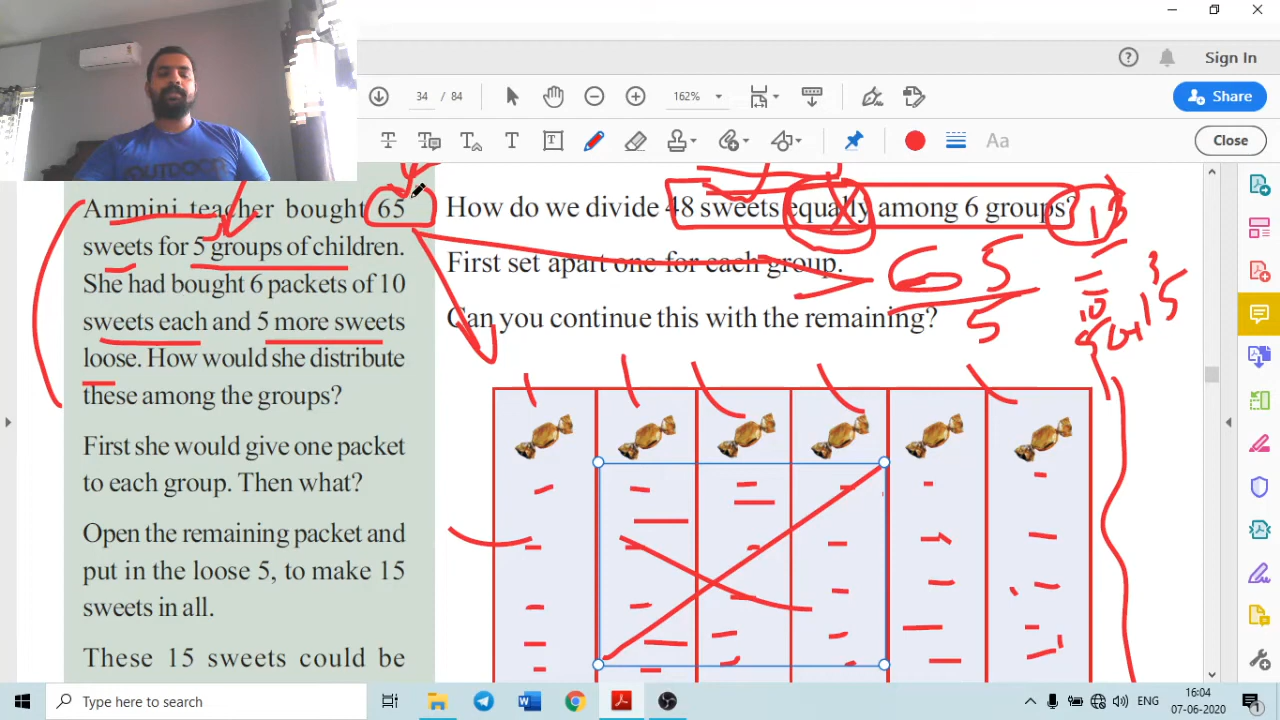 Sign In
34 / 84
162%
Share
Close
Aa
OUTDOOR
Ammini teacher bought 65
sweets for 5 groups of children.
She had bought 6 packets of 10
sweets each and 5 more sweets
loose. How would she distribute
these among the groups?
First she would give one packet
to each group. Then what?
Open the remaining packet and
put in the loose 5, to make 15
sweets in all.
These 15 sweets could be
How do we divide 48 sweets equally among 6 groups?
First set apart one for each group.
Can you continue this with the remaining?
65
5
Type here to search
ENG
16:04
07-06-2020